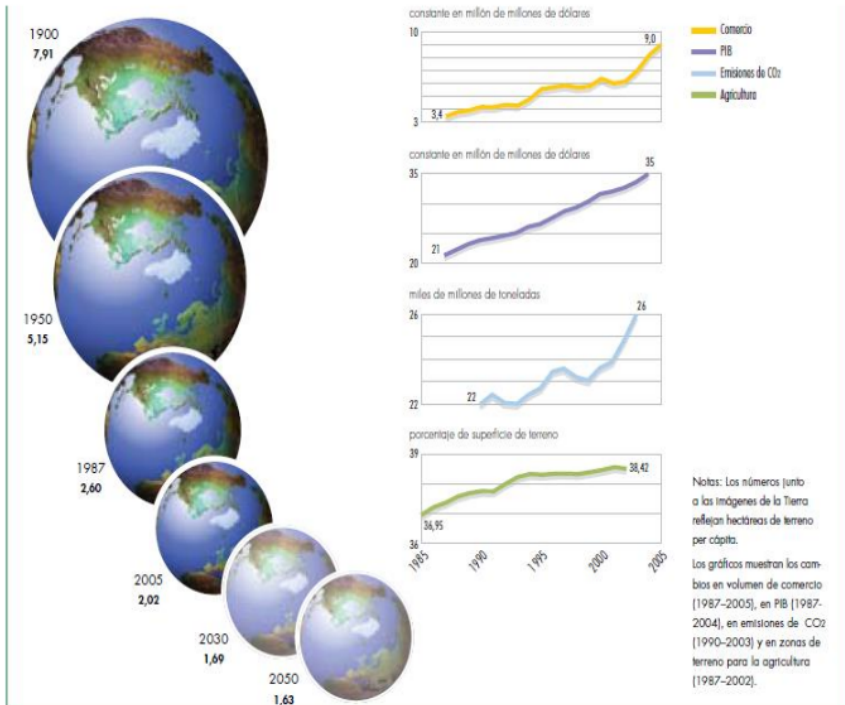 1900
7,91
1950
5,15
1987
2,60
2005
2,02
2030
1,69
2050
1,63
constante en millón de millones de dólares
10
9,0
3,4
3
constante en millón de millones de dólares
35
35
21
20
miles de millones de toneladas
26
26
22
22
porcentaje de superficie de terreno
39
38,42
36,95
36
1985
1990
1995
2000
2005
Comercio
PIB
Emisiones de CO2
Agricultura
Notas: Los números junto
a las imágenes de la Tierra
reflejan hectáreas de terreno
per cápita.
Los gráficos muestran los cam-
bios en volumen de comercio
(1987–2005), en PIB (1987-
2004), en emisiones de CO2
(1990–2003) y en zonas de
terreno para la agricultura
(1987–2002).